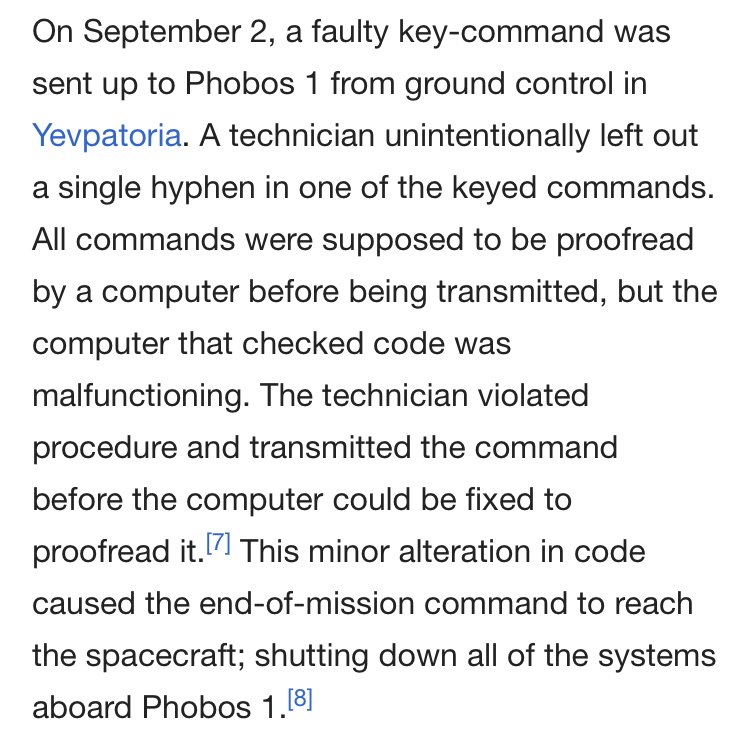 On September 2, a faulty key-command was
sent up to Phobos 1 from ground control in
Yevpatoria. A technician unintentionally left out
a single hyphen in one of the keyed commands.
All commands were supposed to be proofread
by a computer before being transmitted, but the
computer that checked code was
malfunctioning. The technician violated
procedure and transmitted the command
before the computer could be fixed to
proofread it.[7] This minor alteration in code
caused the end-of-mission command to reach
the spacecraft; shutting down all of the systems
aboard Phobos 1.[8]